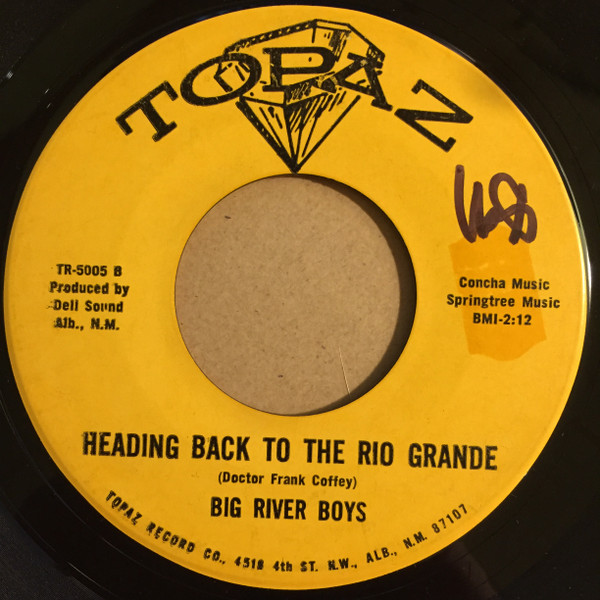 TOPAZ
TR-5005 B
Produced by
Dell Sound
Alb., N.M.
Concha Music
Springtree Music
BMI-2:12
HEADING BACK TO THE RIO GRANDE
(Doctor Frank Coffey)
BIG RIVER BOYS
TOPAZ RECORD CO., 4518 4th ST. N.W., ALB., N.M. 87107